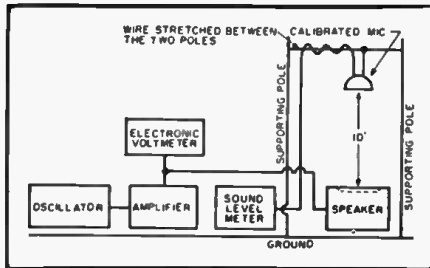 WIRE STRETCHED BETWEEN
THE TWO POLES
CALIBRATED MIC
SUPPORTING POLE
SUPPORTING POLE
10'
ELECTRONIC
VOLTMETER
OSCILLATOR
AMPLIFIER
SOUND
LEVEL
METER
SPEAKER
GROUND